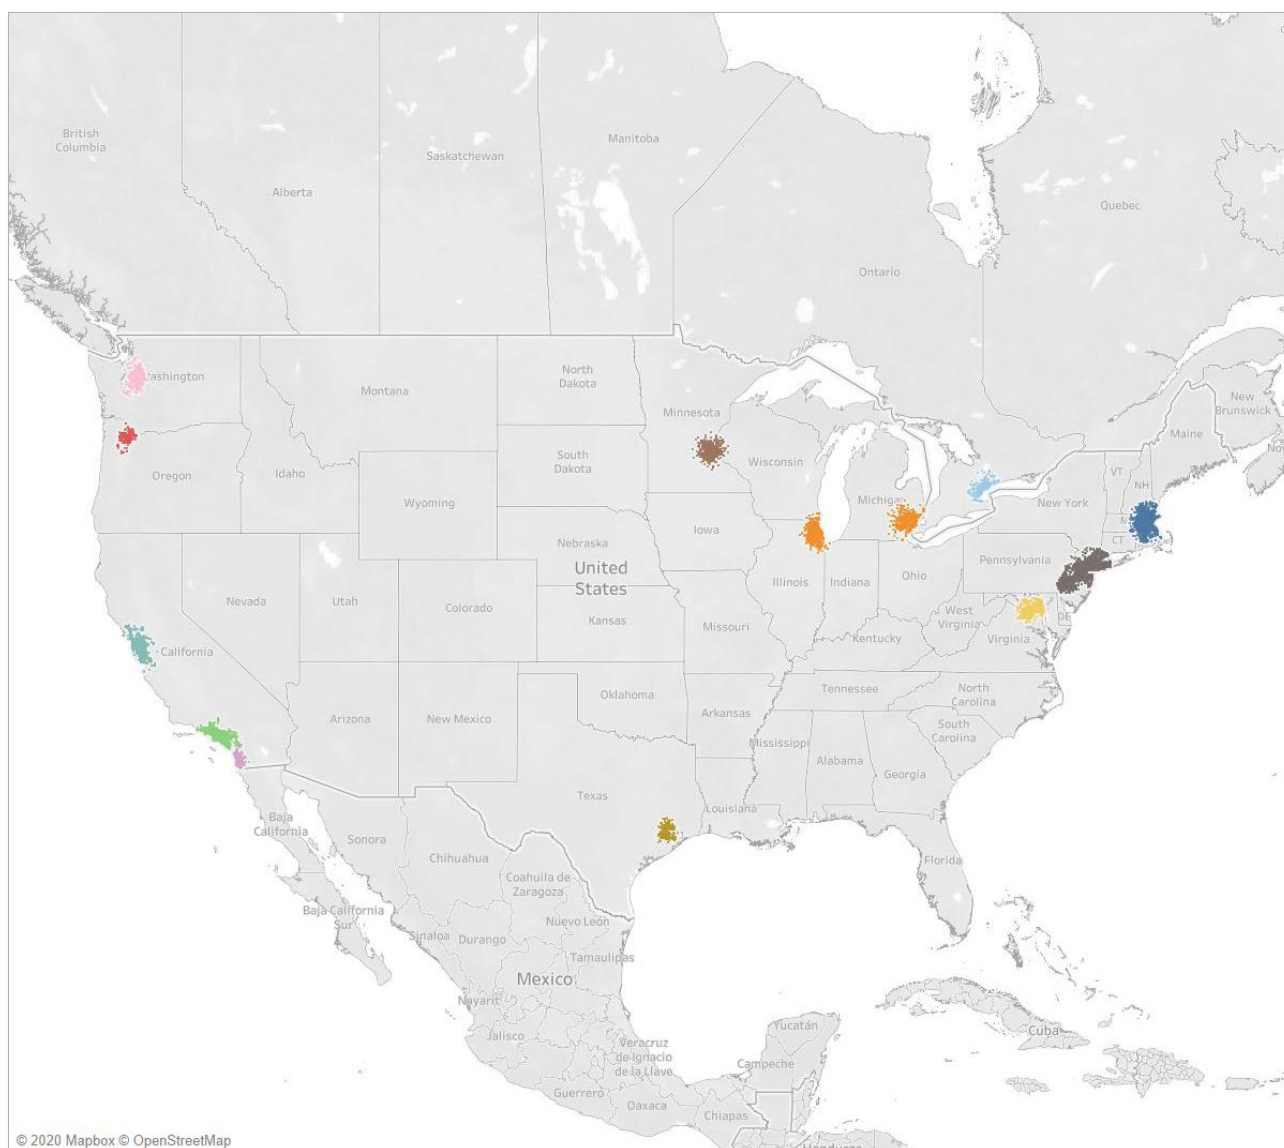 British
Columbia
Alberta
Saskatchewan
Manitoba
Ontario
Quebec
New
Brunswick
Maine
ashington
Montana
North
Dakota
Minnesota
VT
NH
Oregon
Idaho
Wyoming
South
Dakota
Wisconsin
Michiga
New York
M
CT
Iowa
Nebraska
United
States
Illinois
Indiana
Ohio
Pennsylvania
Nevada
Utah
Colorado
Kansas
Missouri
West
Virginia
DE
Virginia
Kentucky
California
Tennessee
North
Carolina
Oklahoma
Arkansas
Arizona
New Mexico
South
Carolina
Mississippi
Alabama
Georgia
Texas
Louisiana
Baja
California
Sonora
Chihuahua
Florida
Coahuila de
Zaragoza
Baja California
Sur
Nuevo León
Sinaloa
Durango
Tamaulipas
Mexico
Nayarit
Jalisco
Yucatán
Cuba
Veracruz
de Ignacio
de la Llave
Campeche
Guerrero
Oaxaca
Chiapas
© 2020 Mapbox © OpenStreetMap